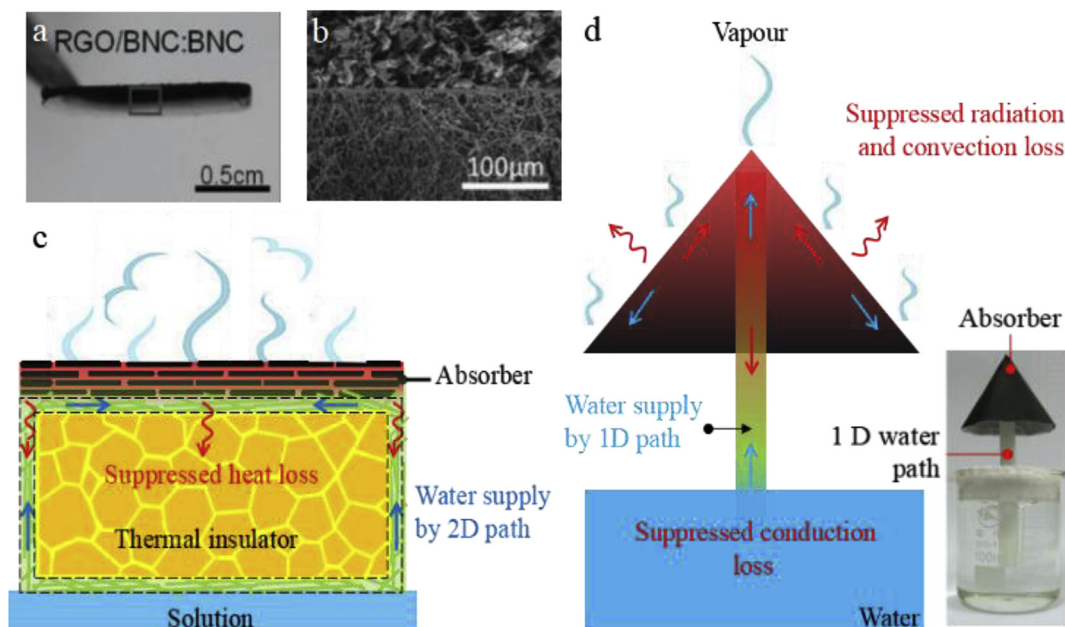 a
RGO/BNC:BNC
0.5cm
b
100μm
c
Absorber
Suppressed heat loss
Thermal insulator
Water supply
by 2D path
Solution
d
Vapour
Suppressed radiation
and convection loss
Water supply
by 1D path
Suppressed conduction
loss
Water
Absorber
1 D water
path